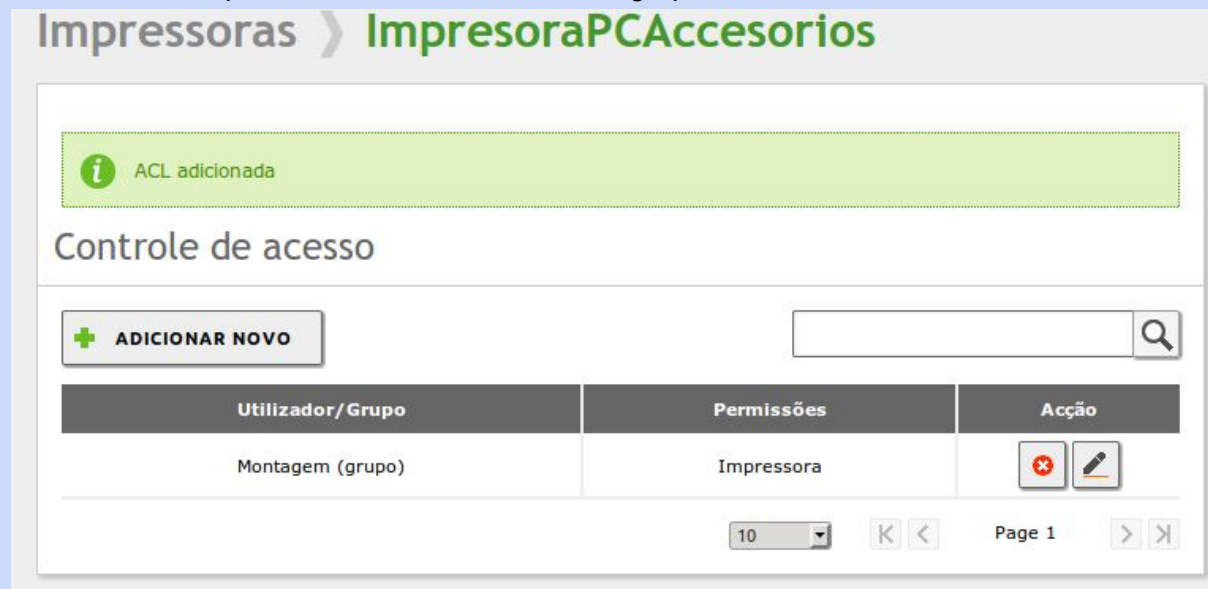 Impressoras ImpresoraPCAccesorios
ACL adicionada
Controle de acesso
ADICIONAR NOVO
Utilizador/Grupo Permissões Acção
Montagem (grupo) Impressora
10 Page 1